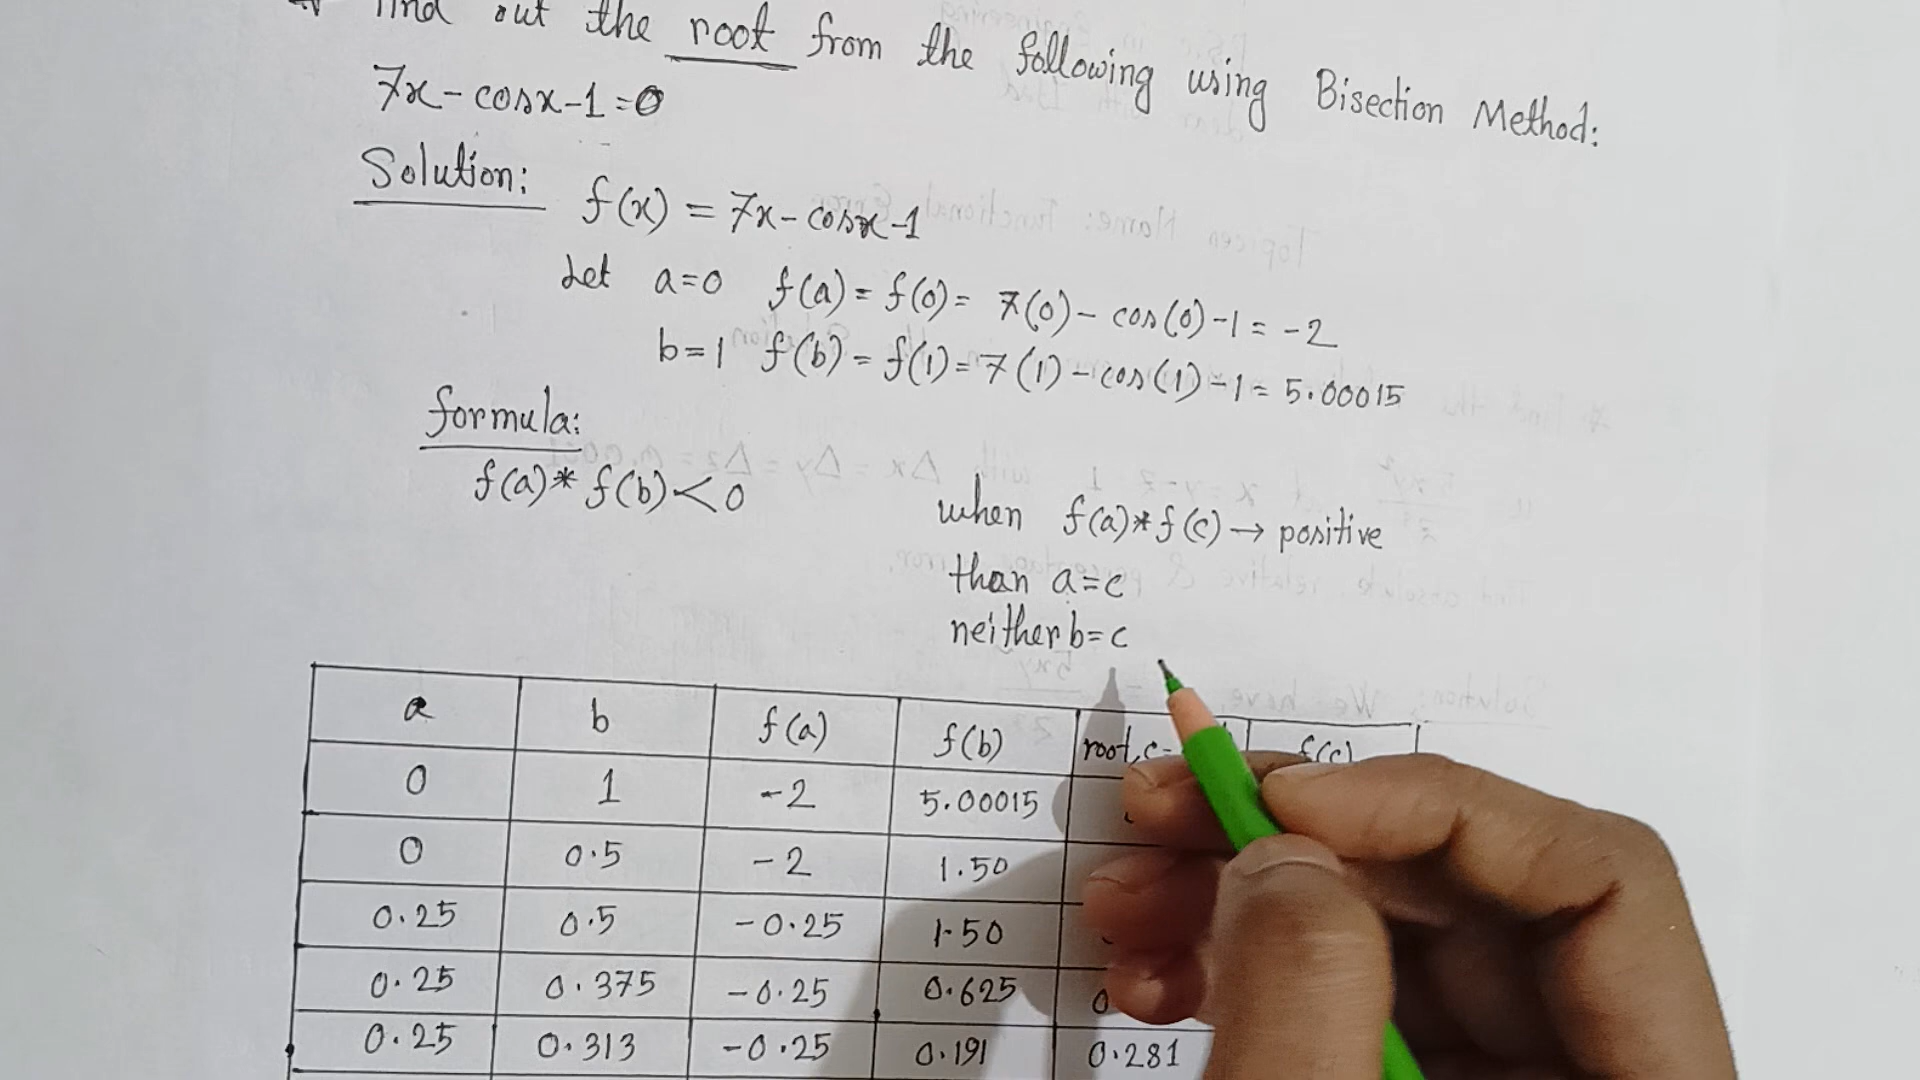 find out the root from the following using Bisection Method:
7x-cosx-1=0
Solution: f(x) = 7x-cosx-1
Let a=0 f(a) = f(0) = 7(0)-cos(0)-1 = -2
b=1 f(b) = f(1) = 7(1)-cos(1)-1 = 5.00015
formula:
f(a)*f(b)<0
when f(a)*f(c)→positive
than a=c
neither b=c
a b f(a) f(b) root,c= f(c)
0 1 -2 5.00015
0 0.5 -2 1.50
0.25 0.5 -0.25 1.50
0.25 0.375 -0.25 0.625 0
0.25 0.313 -0.25 0.191 0.281